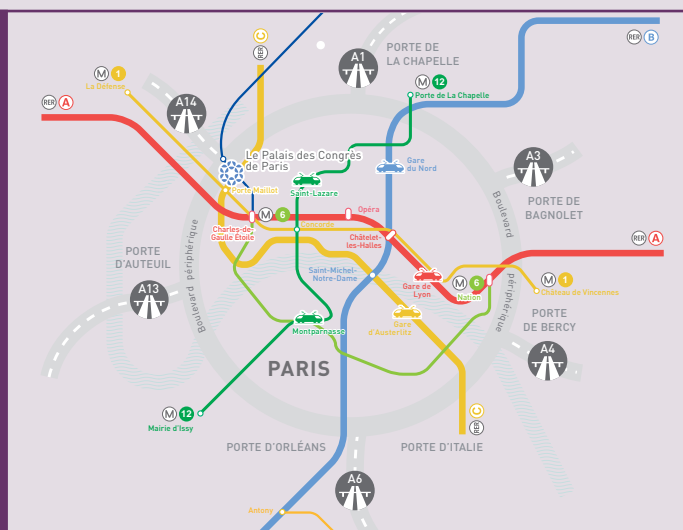 RER B
RER C
A1
PORTE DE
LA CHAPELLE
M 12
Porte de La Chapelle
M 1
La Défense
RER A
A14
Le Palais des Congrès
de Paris
Gare
du Nord
A3
Porte Maillot
Saint-Lazare
Boulevard
périphérique
PORTE DE
BAGNOLET
M 6
Opéra
Charles-de-
Gaulle Étoile
Concorde
Châtelet-
les-Halles
RER A
PORTE
D'AUTEUIL
Boulevard périphérique
Saint-Michel-
Notre-Dame
Gare de
Lyon
M 6
Nation
M 1
Château de Vincennes
A13
Montparnasse
Gare
d'Austerlitz
PORTE
DE BERCY
A4
PARIS
M 12
Mairie d'Issy
RER C
PORTE D'ORLÉANS
PORTE D'ITALIE
A6
Antony